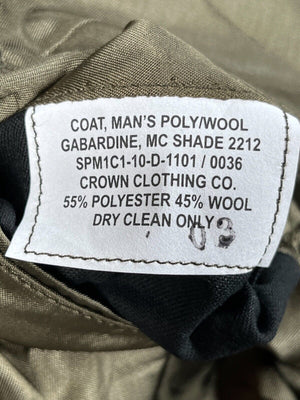 COAT, MAN'S POLY/WOOL
GABARDINE, MC SHADE 2212
SPM1C1-10-D-1101 / 0036
CROWN CLOTHING CO.
55% POLYESTER 45% WOOL
DRY CLEAN ONLY